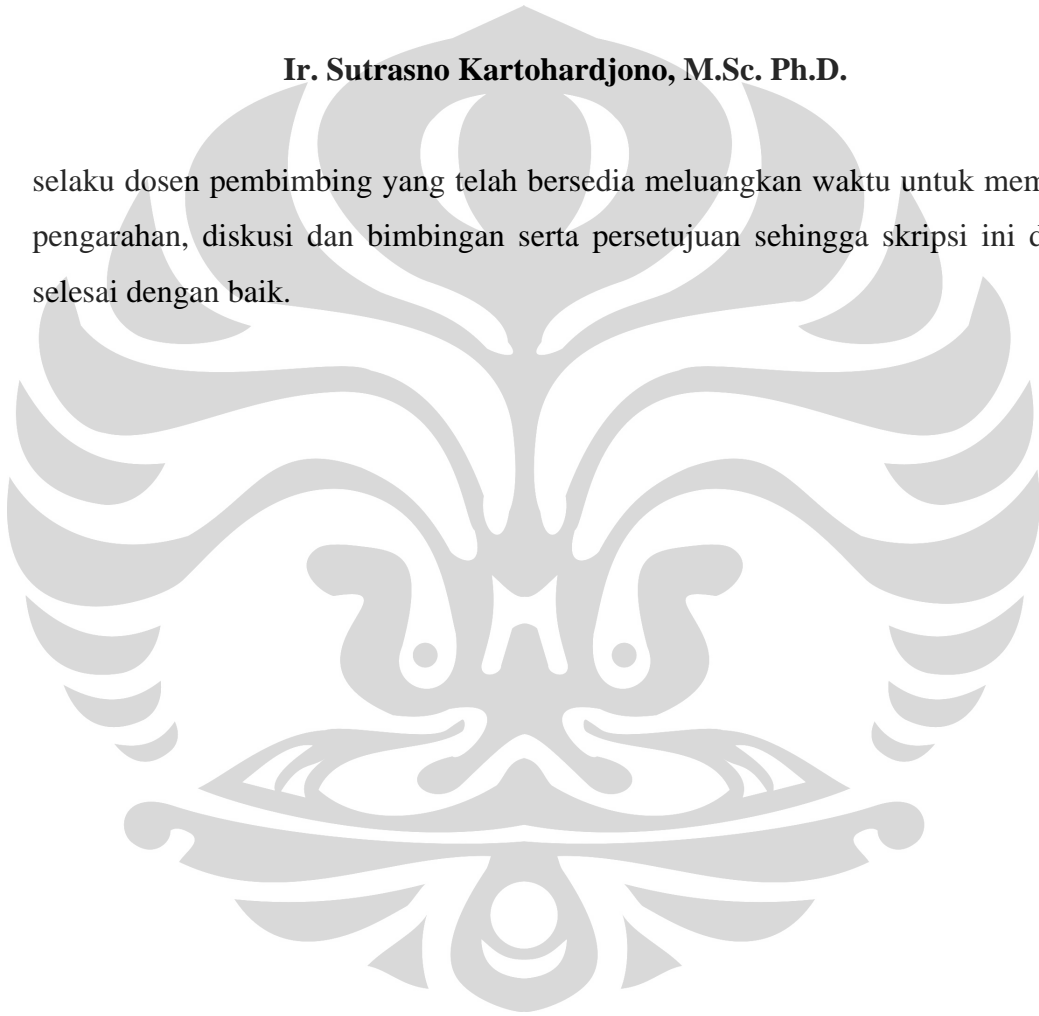 Ir. Sutrasno Kartohardjono, M.Sc. Ph.D.
selaku dosen pembimbing yang telah bersedia meluangkan waktu untuk mem
pengarahan, diskusi dan bimbingan serta persetujuan sehingga skripsi ini d
selesai dengan baik.